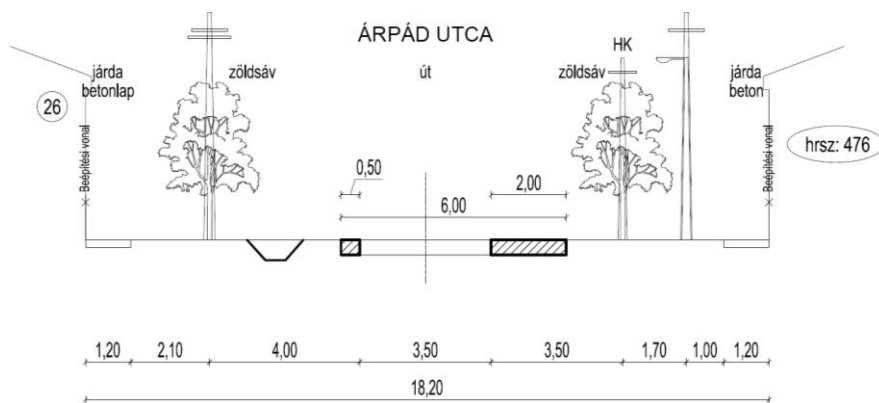 ÁRPÁD UTCA
HK
járda
betonlap
zöldsáv
út
zöldsáv
járda
beton
26
Beépítési vonal
Beépítési vonal
hrsz: 476
0,50
2,00
6,00
1,20
2,10
4,00
3,50
3,50
1,70
1,00
1,20
18,20